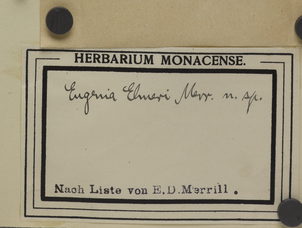 HERBARIUM MONACENSE.
Eugenia Elmeri Merr. n. sp.
Nach Liste von E.D.Merrill.